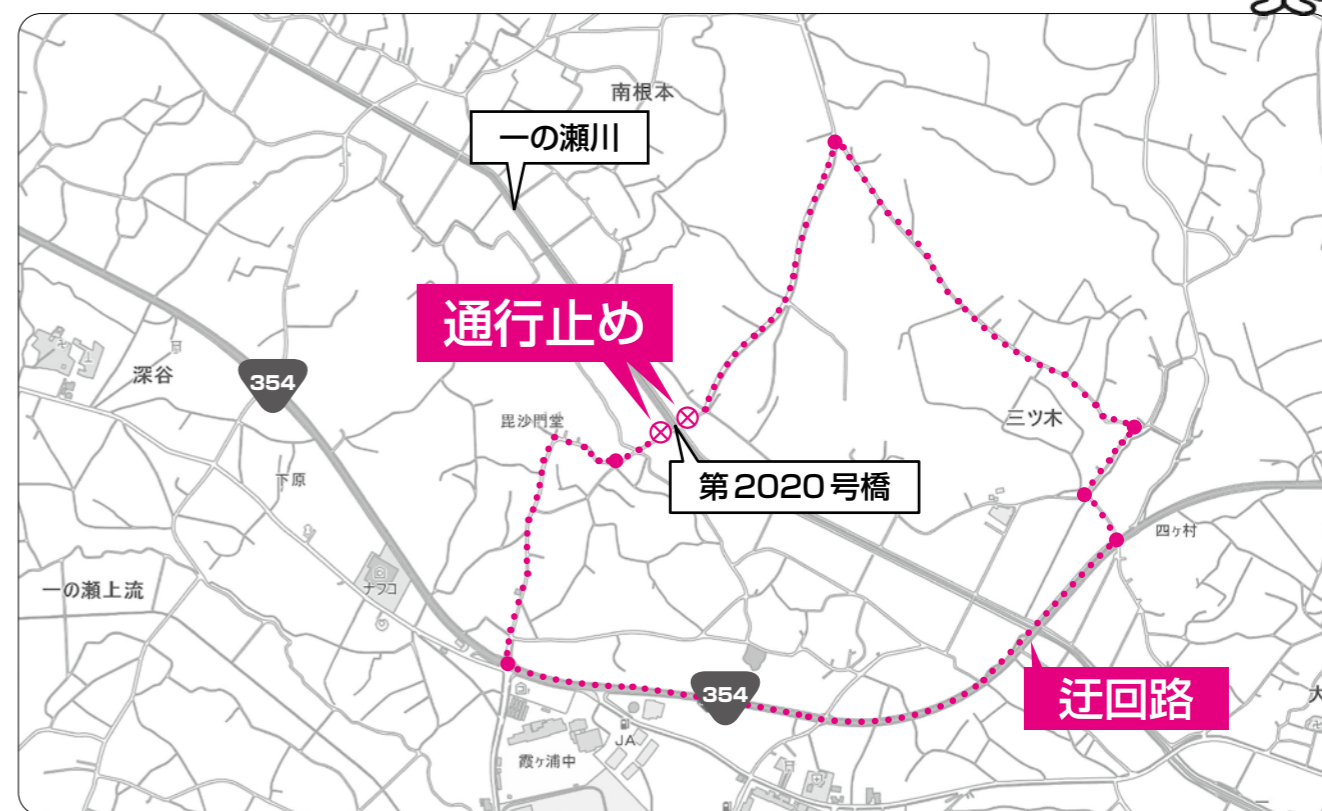 南根本
一の瀬川
通行止め
深谷
354
毘沙門堂
三ツ木
下原
第2020号橋
四ヶ村
一の瀬上流
ナフコ
354
迂回路
JA
霞ヶ浦中
大